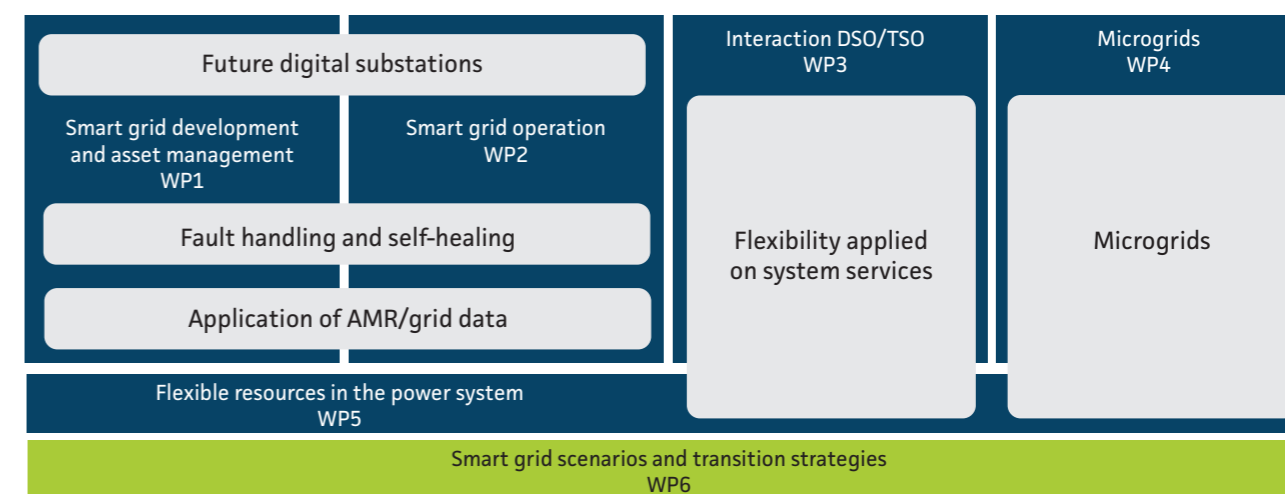 Future digital substations
Smart grid development
and asset management
WP1
Smart grid operation
WP2
Fault handling and self-healing
Application of AMR/grid data
Interaction DSO/TSO
WP3
Flexibility applied
on system services
Microgrids
WP4
Microgrids
Flexible resources in the power system
WP5
Smart grid scenarios and transition strategies
WP6